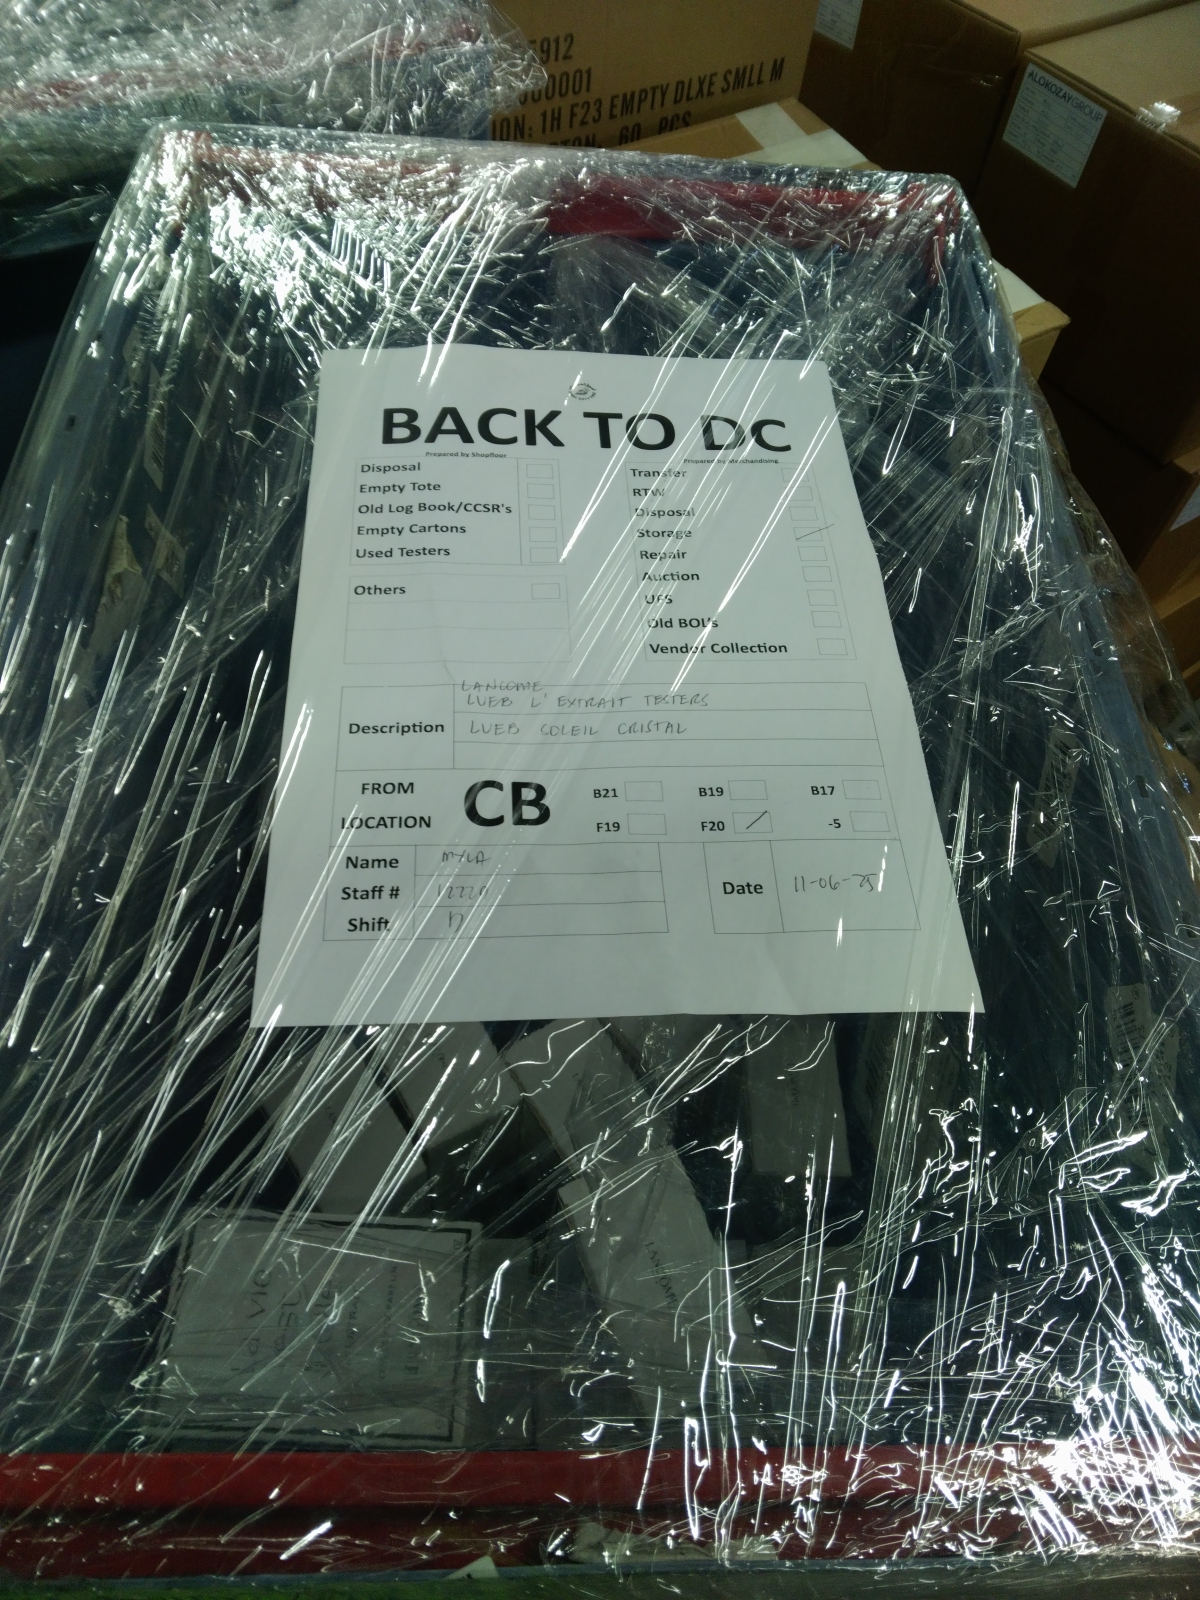 5912
00001
ION: 1H F23 EMPTY DLXE SMLL M
60 PCS
ALOKOZAYGROUP
BACK TO DC
Prepared by Shopfloor
Prepared by Merchandising
Disposal
Empty Tote
Old Log Book/CCSR's
Empty Cartons
Used Testers
Others
Transfer
RTW
Disposal
Storage
Repair
Auction
UFS
Old BOL's
Vendor Collection
Description
LANCOME
LVEB L' EXTRAIT TESTERS
LVEB SOLEIL CRISTAL
FROM
LOCATION
CB
B21
B19
B17
F19
F20
-5
Name MYLA
Staff #
Shift
Date 11-06-25
LANCOME